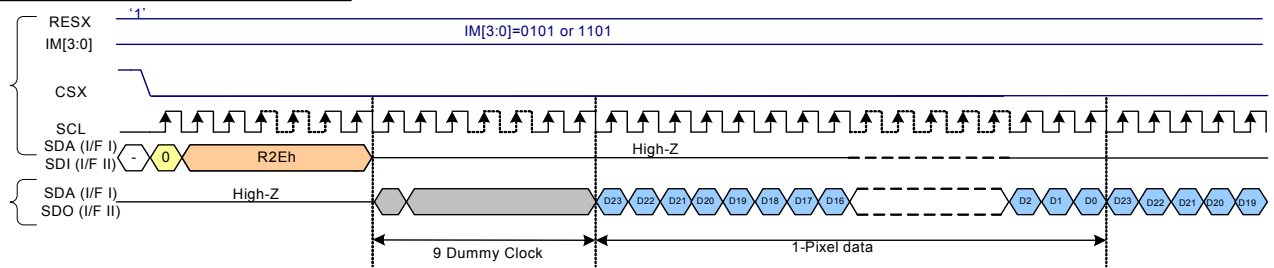 RESX
'1'
IM[3:0]
IM[3:0]=0101 or 1101
CSX
SCL
SDA (I/F I)
SDI (I/F II)
-
0
R2Eh
High-Z
SDA (I/F I)
SDO (I/F II)
High-Z
D23 D22 D21 D20 D19 D18 D17 D16 D2 D1 D0 D23 D22 D21 D20 D19
9 Dummy Clock
1-Pixel data